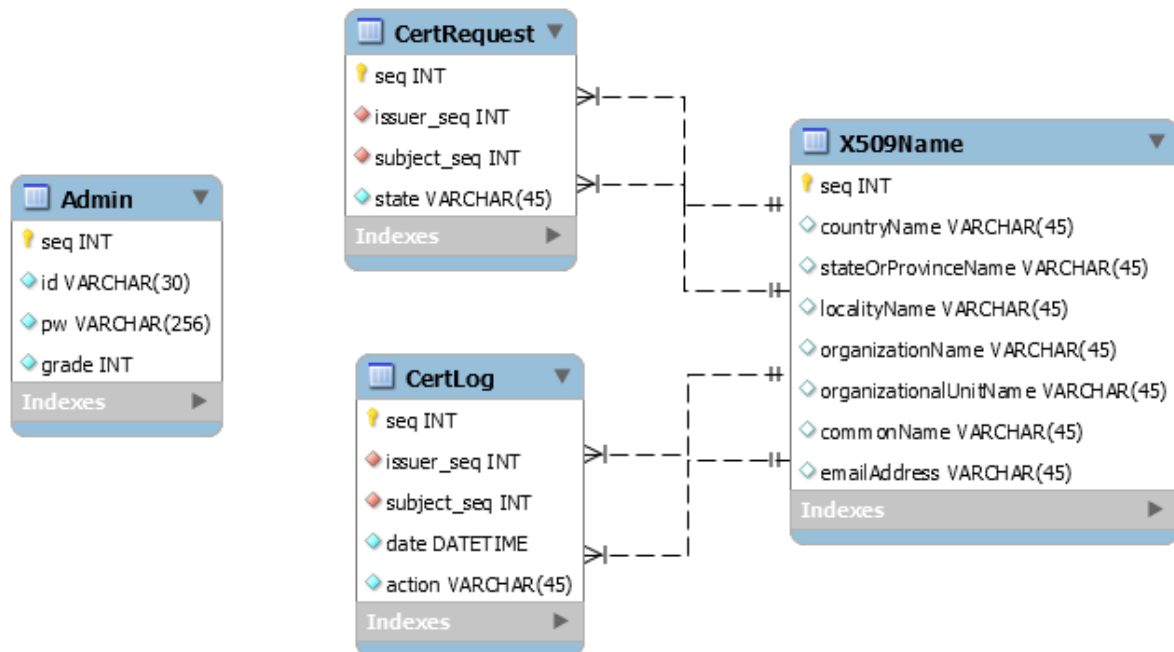 CertRequest
seq INT
issuer_seq INT
subject_seq INT
state VARCHAR(45)
Indexes
Admin
seq INT
id VARCHAR(30)
pw VARCHAR(256)
grade INT
Indexes
X509Name
seq INT
countryName VARCHAR(45)
stateOrProvinceName VARCHAR(45)
localityName VARCHAR(45)
organizationName VARCHAR(45)
organizationalUnitName VARCHAR(45)
commonName VARCHAR(45)
emailAddress VARCHAR(45)
Indexes
CertLog
seq INT
issuer_seq INT
subject_seq INT
date DATETIME
action VARCHAR(45)
Indexes